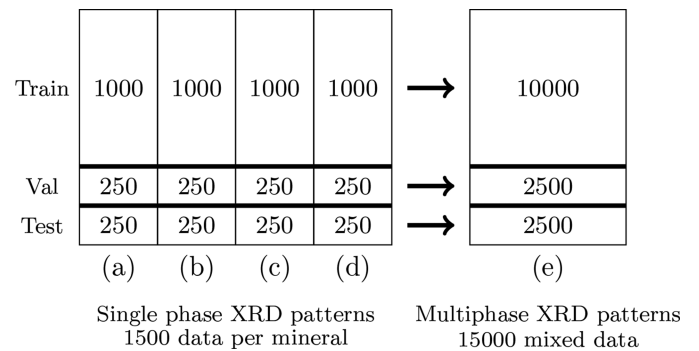 Train 1000 1000 1000 1000 10000
Val 250 250 250 250 2500
Test 250 250 250 250 2500
(a) (b) (c) (d) (e)
Single phase XRD patterns Multiphase XRD patterns
1500 data per mineral 15000 mixed data